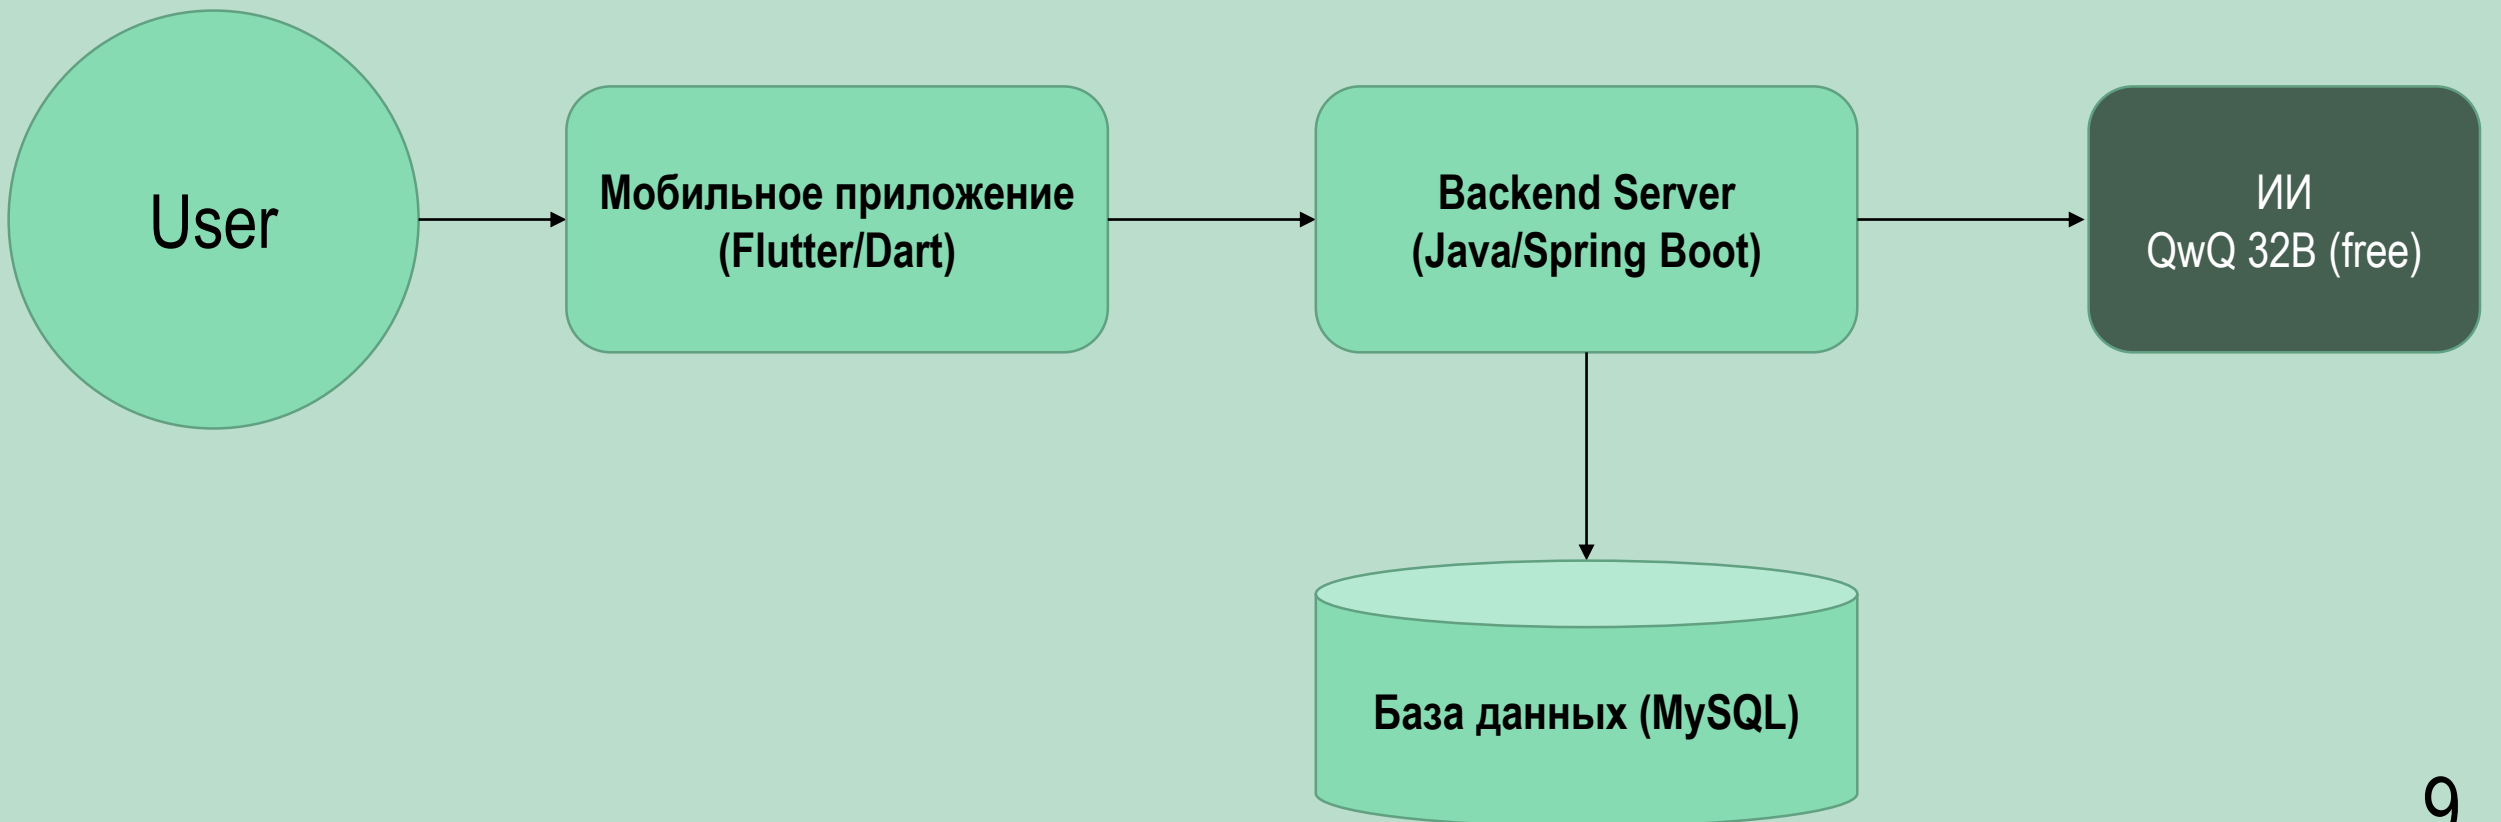 User
Мобильное приложение
(Flutter/Dart)
Backend Server
(Java/Spring Boot)
ИИ
QwQ 32B (free)
База данных (MySQL)
9